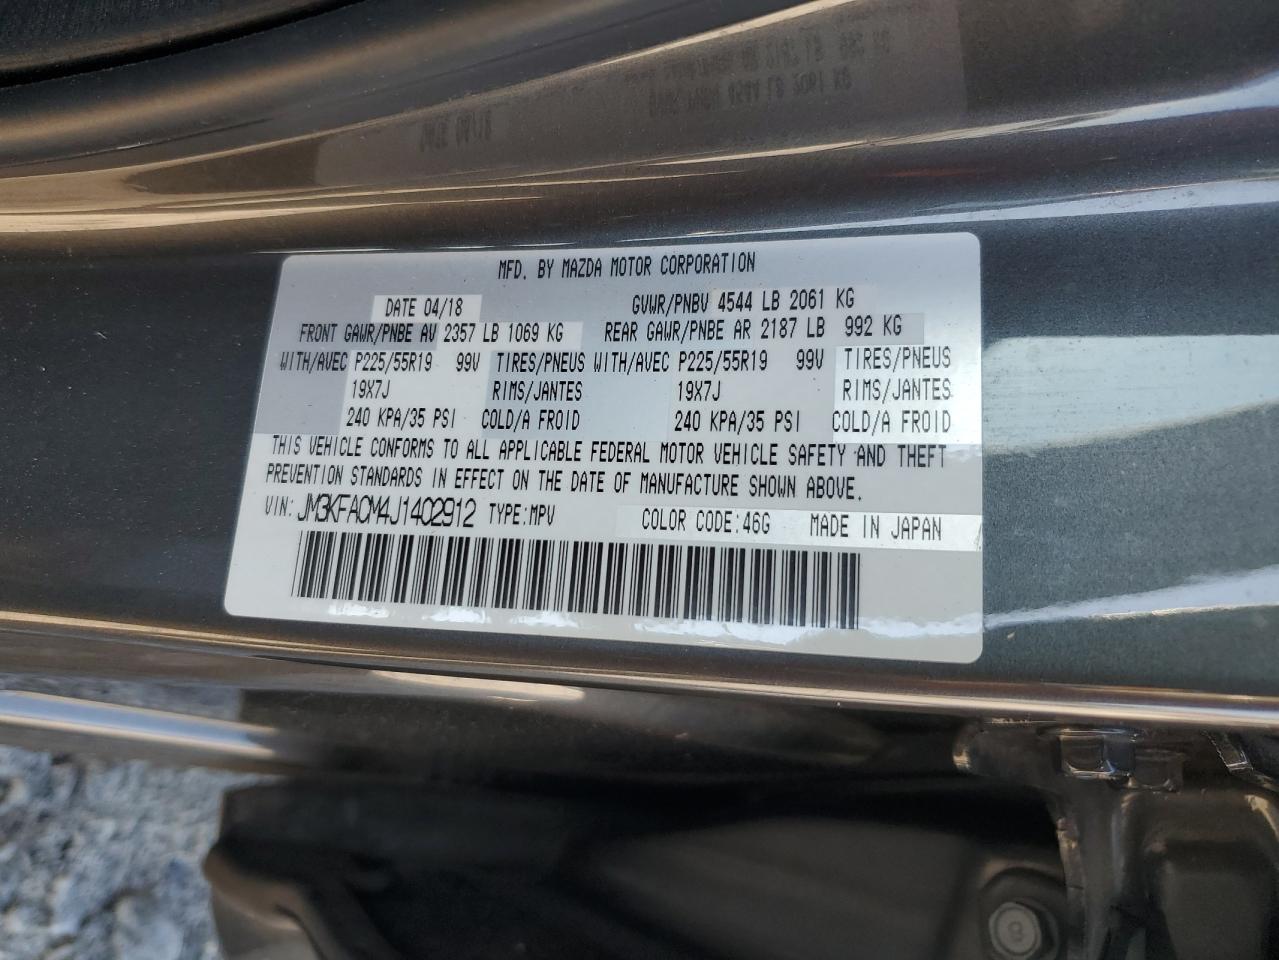 MFD. BY MAZDA MOTOR CORPORATION
DATE 04/18 GVWR/PNBV 4544 LB 2061 KG
FRONT GAWR/PNBE AV 2357 LB 1069 KG REAR GAWR/PNBE AR 2187 LB 992 KG
WITH/AVEC P225/55R19 99V TIRES/PNEUS WITH/AVEC P225/55R19 99V TIRES/PNEUS
19X7J RIMS/JANTES 19X7J RIMS/JANTES
240 KPA/35 PSI COLD/A FROID 240 KPA/35 PSI COLD/A FROID
THIS VEHICLE CONFORMS TO ALL APPLICABLE FEDERAL MOTOR VEHICLE SAFETY AND THEFT
PREVENTION STANDARDS IN EFFECT ON THE DATE OF MANUFACTURE SHOWN ABOVE.
VIN: JM3KFACM4J1402912 TYPE:MPV COLOR CODE:46G MADE IN JAPAN
8